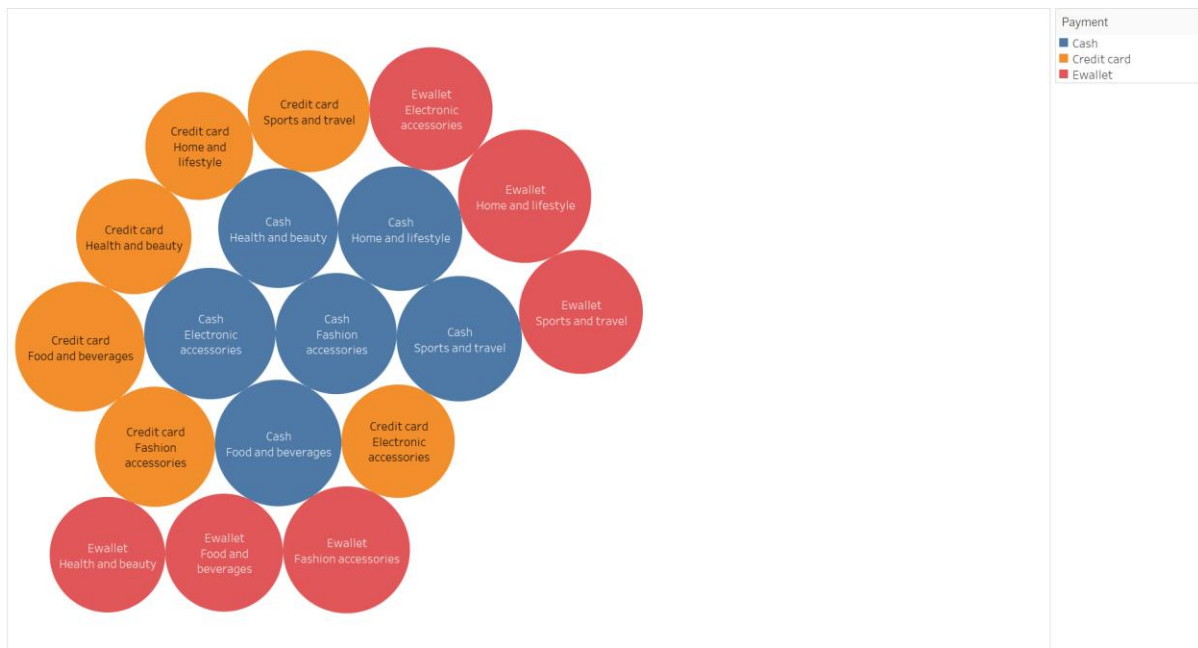 Payment
Cash
Credit card
Ewallet
Credit card
Sports and travel
Ewallet
Electronic
accessories
Credit card
Home and
lifestyle
Ewallet
Home and lifestyle
Cash
Health and beauty
Cash
Home and lifestyle
Credit card
Health and beauty
Ewallet
Sports and travel
Cash
Electronic
accessories
Cash
Fashion
accessories
Cash
Sports and travel
Credit card
Food and beverages
Credit card
Fashion
accessories
Cash
Food and beverages
Credit card
Electronic
accessories
Ewallet
Health and beauty
Ewallet
Food and
beverages
Ewallet
Fashion accessories